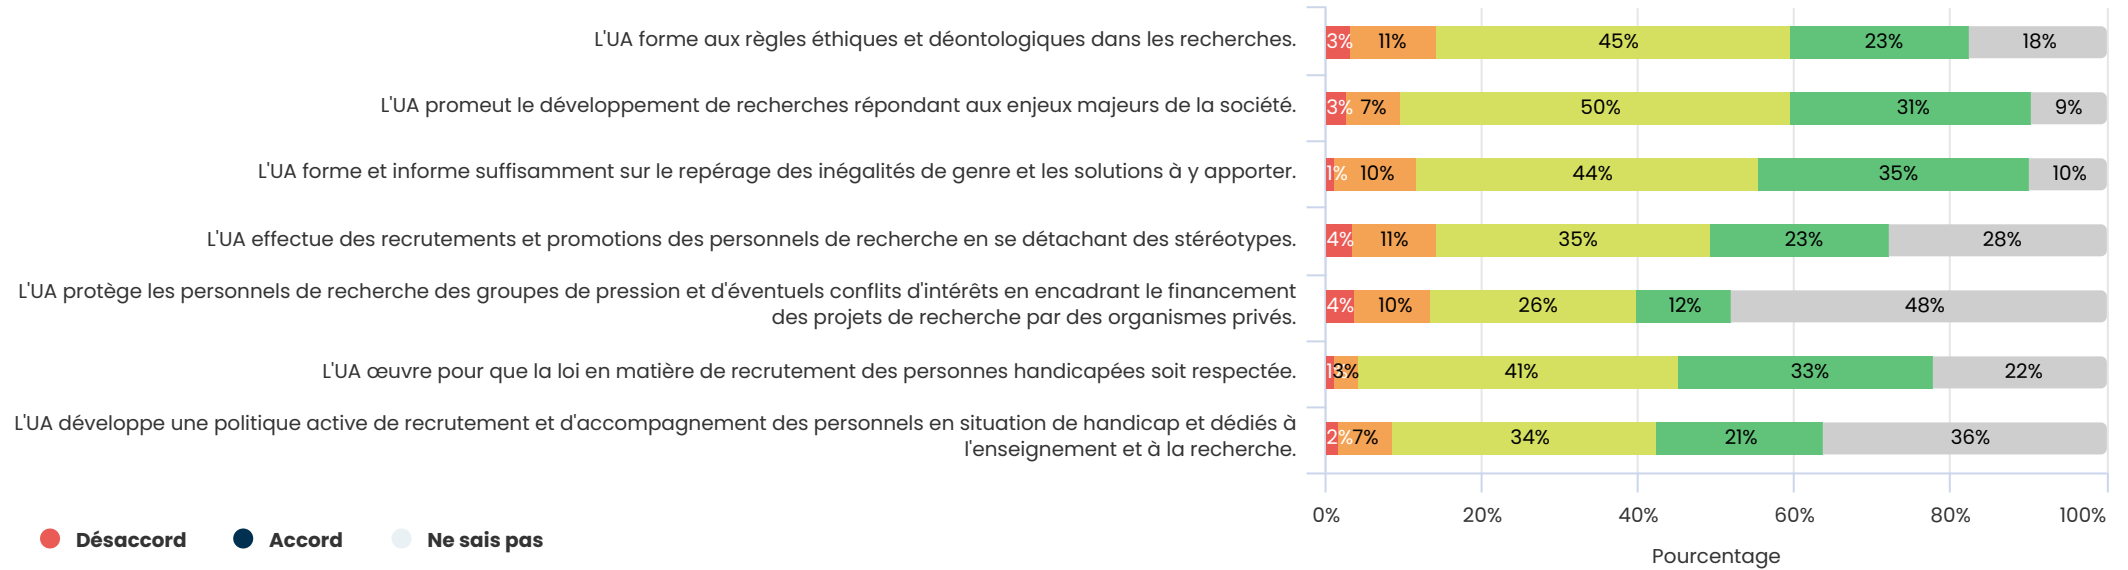 L'UA forme aux règles éthiques et déontologiques dans les recherches.
3% 11% 45% 23% 18%
L'UA promeut le développement de recherches répondant aux enjeux majeurs de la société.
3% 7% 50% 31% 9%
L'UA forme et informe suffisamment sur le repérage des inégalités de genre et les solutions à y apporter.
1% 10% 44% 35% 10%
L'UA effectue des recrutements et promotions des personnels de recherche en se détachant des stéréotypes.
4% 11% 35% 23% 28%
L'UA protège les personnels de recherche des groupes de pression et d'éventuels conflits d'intérêts en encadrant le financement
des projets de recherche par des organismes privés.
4% 10% 26% 12% 48%
L'UA œuvre pour que la loi en matière de recrutement des personnes handicapées soit respectée.
3% 41% 33% 22%
L'UA développe une politique active de recrutement et d'accompagnement des personnels en situation de handicap et dédiés à
l'enseignement et à la recherche.
2% 7% 34% 21% 36%
0% 20% 40% 60% 80% 100%
Pourcentage
Désaccord Accord Ne sais pas